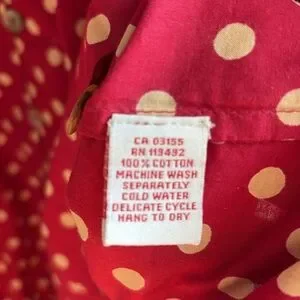 CA 03155
RN 119492
100% COTTON
MACHINE WASH
SEPARATELY
COLD WATER
DELICATE CYCLE
HANG TO DRY